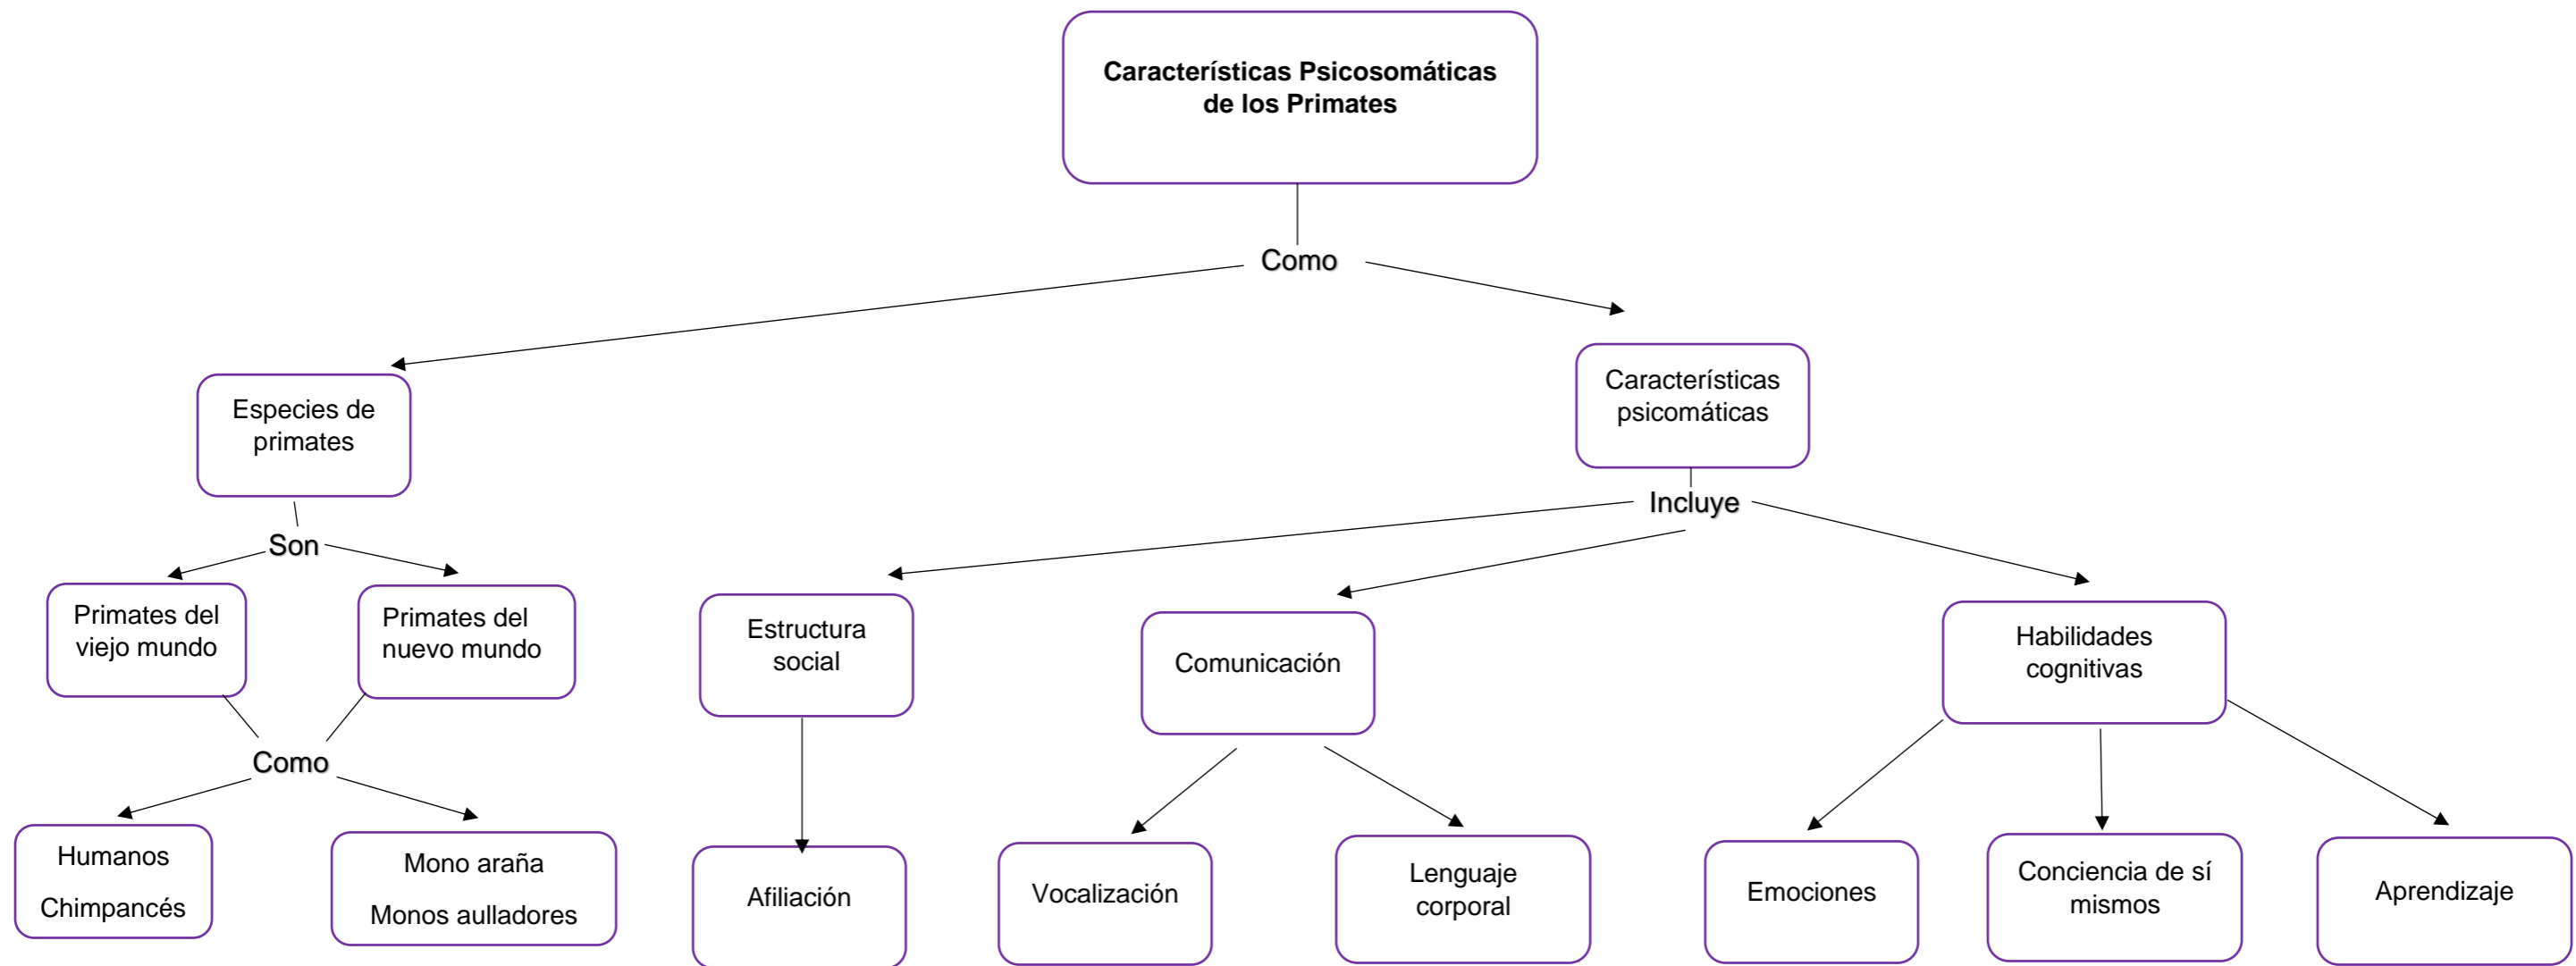 Características Psicosomáticas
de los Primates
Como
Especies de
primates
Características
psicomáticas
Son
Incluye
Primates del
viejo mundo
Primates del
nuevo mundo
Estructura
social
Comunicación
Habilidades
cognitivas
Como
Humanos
Chimpancés
Mono araña
Monos aulladores
Afiliación
Vocalización
Lenguaje
corporal
Emociones
Conciencia de sí
mismos
Aprendizaje